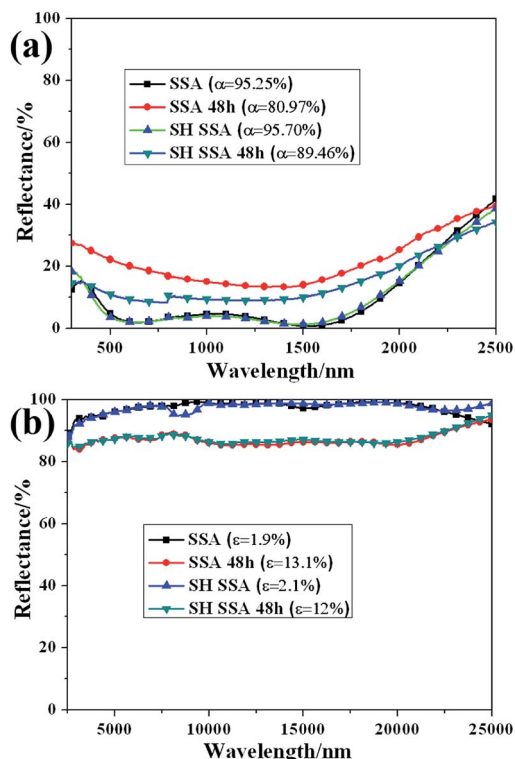 (a)
100
80
60
40
20
0
Reflectance/%
SSA (α=95.25%)
SSA 48h (α=80.97%)
SH SSA (α=95.70%)
SH SSA 48h (α=89.46%)
500 1000 1500 2000 2500
Wavelength/nm
(b)
100
80
60
40
20
0
Reflectance/%
SSA (ε=1.9%)
SSA 48h (ε=13.1%)
SH SSA (ε=2.1%)
SH SSA 48h (ε=12%)
5000 10000 15000 20000 25000
Wavelength/nm